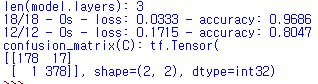 len(model.layers): 3
18/18 - 0s - loss: 0.0333 - accuracy: 0.9686
12/12 - 0s - loss: 0.1715 - accuracy: 0.8047
confusion_matrix(C): tf.Tensor(
[[178  17]
 [  1 378]], shape=(2, 2), dtype=int32)
>>>